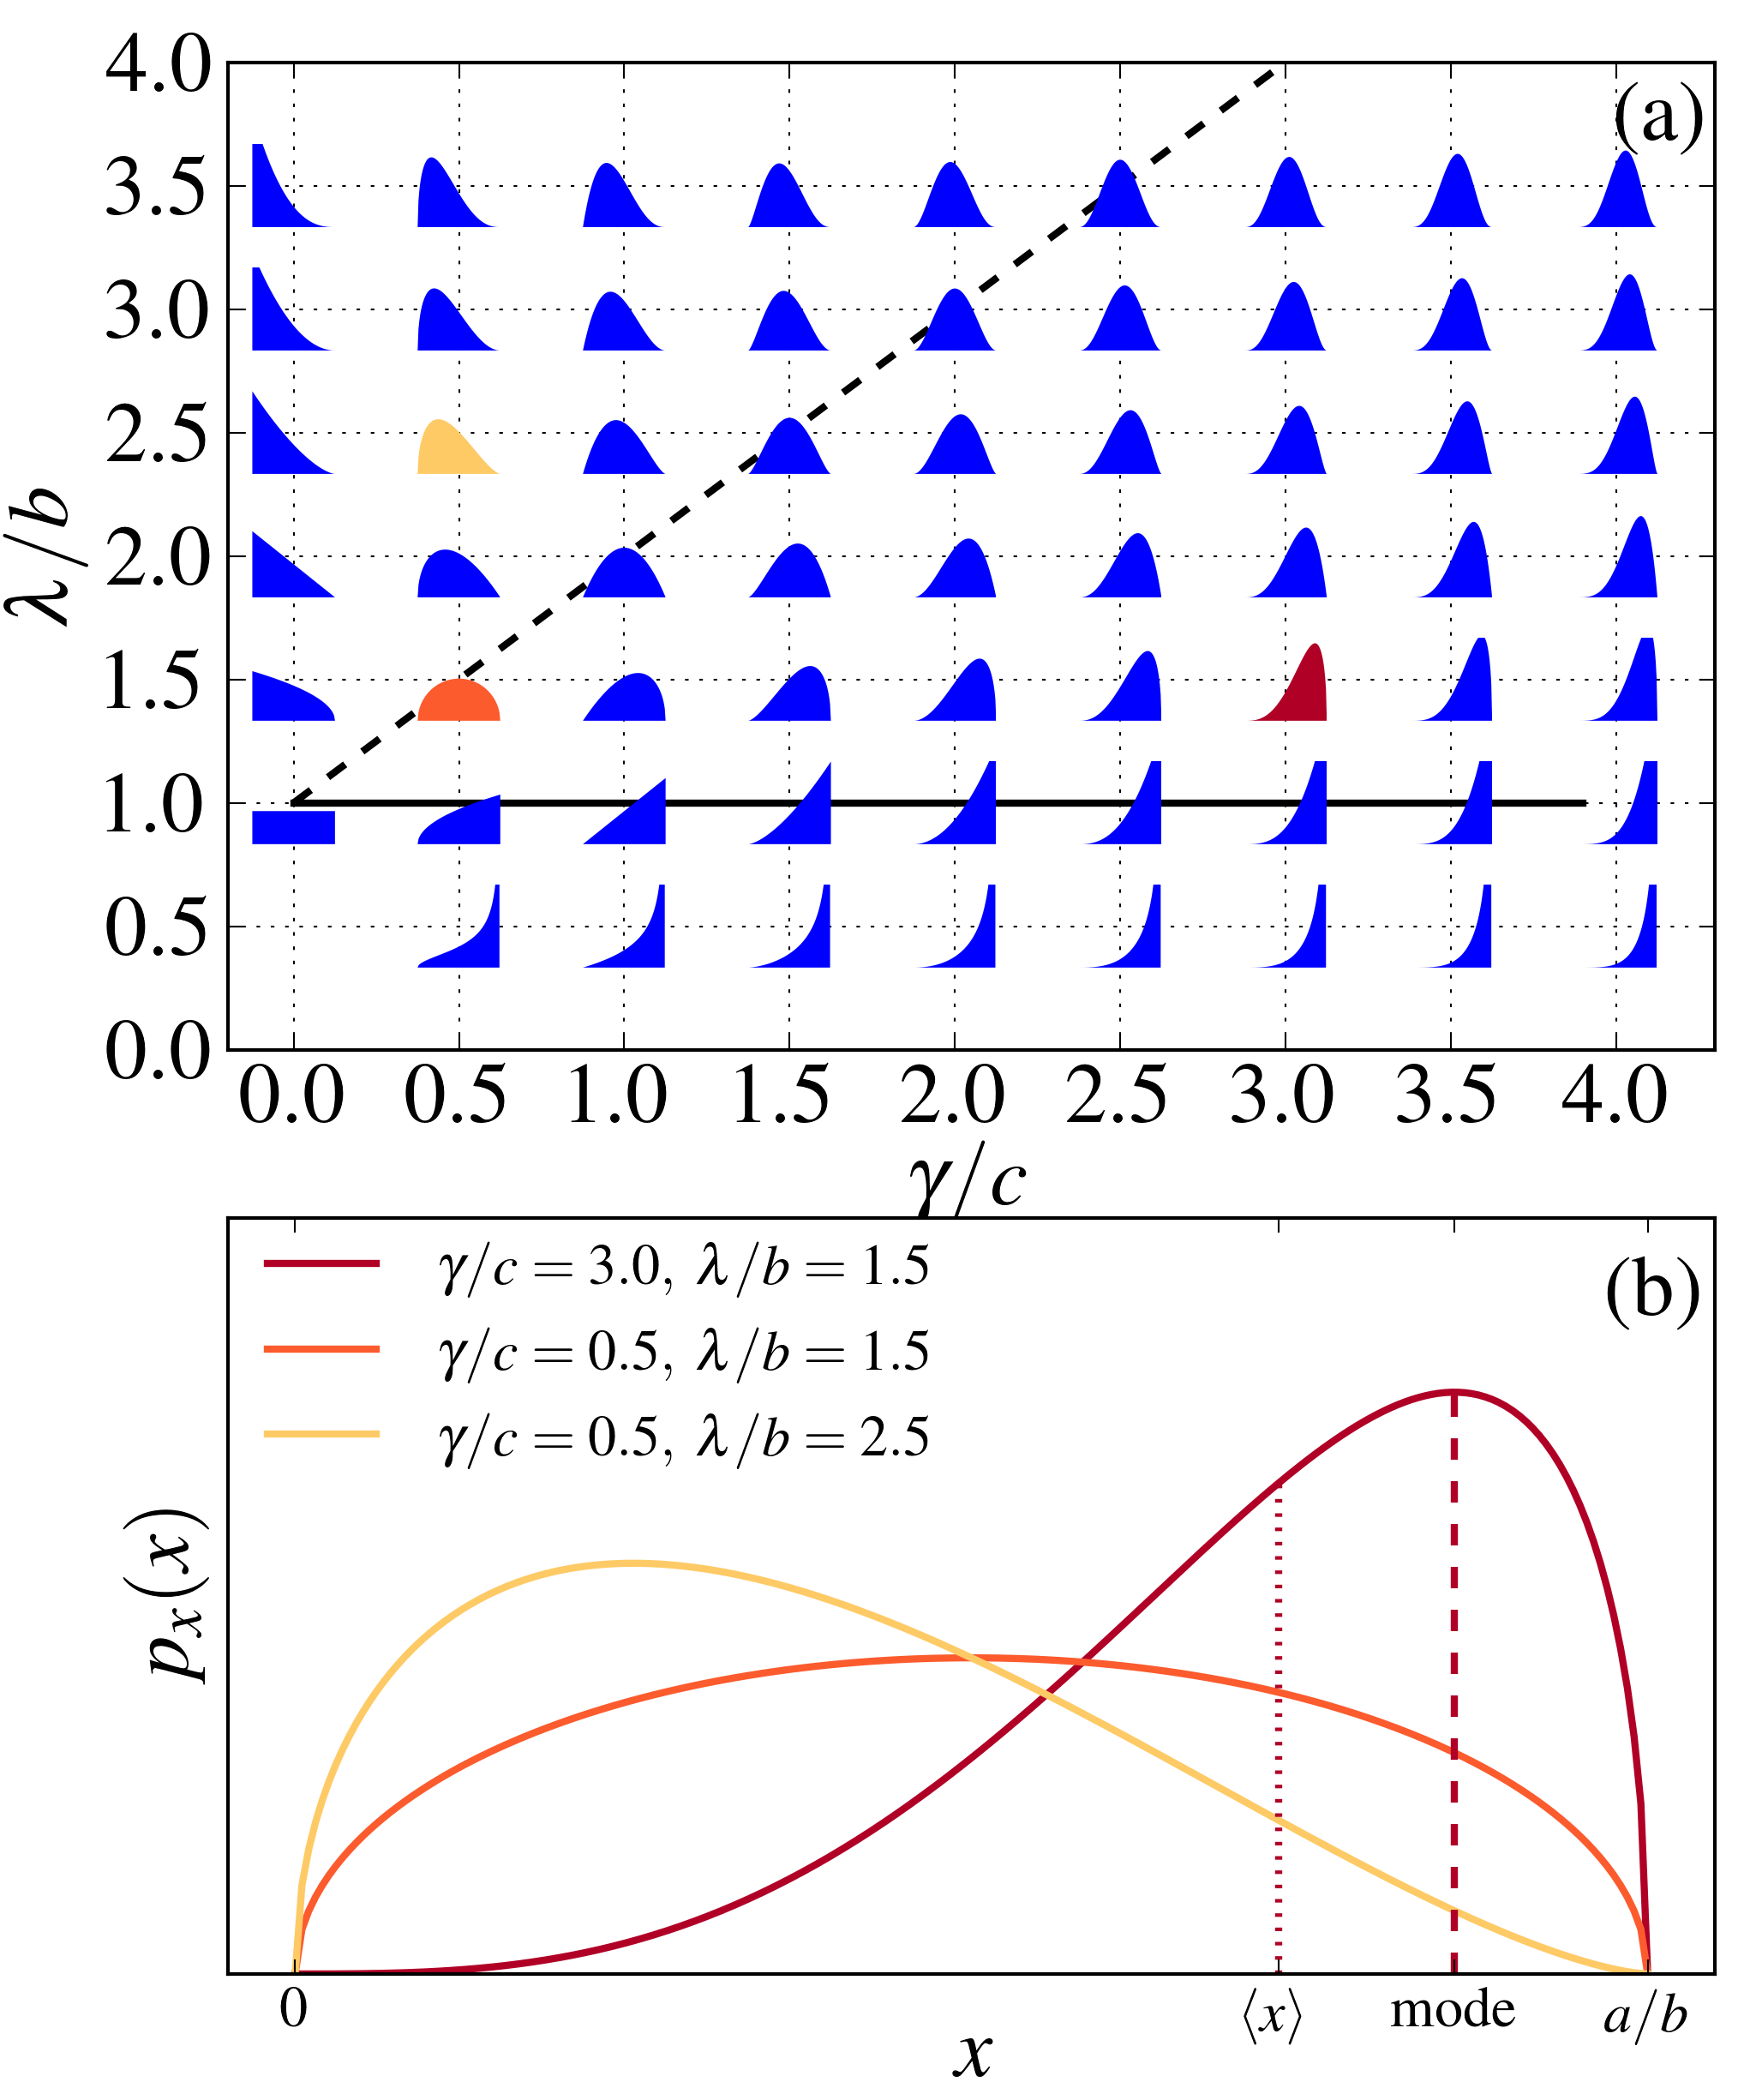 4.0
(a)
3.5
3.0
2.5
2.0
1.5
1.0
0.5
0.0
λ/b
0.0 0.5 1.0 1.5 2.0 2.5 3.0 3.5 4.0
γ/c
(b)
γ/c = 3.0, λ/b = 1.5
γ/c = 0.5, λ/b = 1.5
γ/c = 0.5, λ/b = 2.5
pₓ(x)
0 ⟨x⟩ mode a/b
x